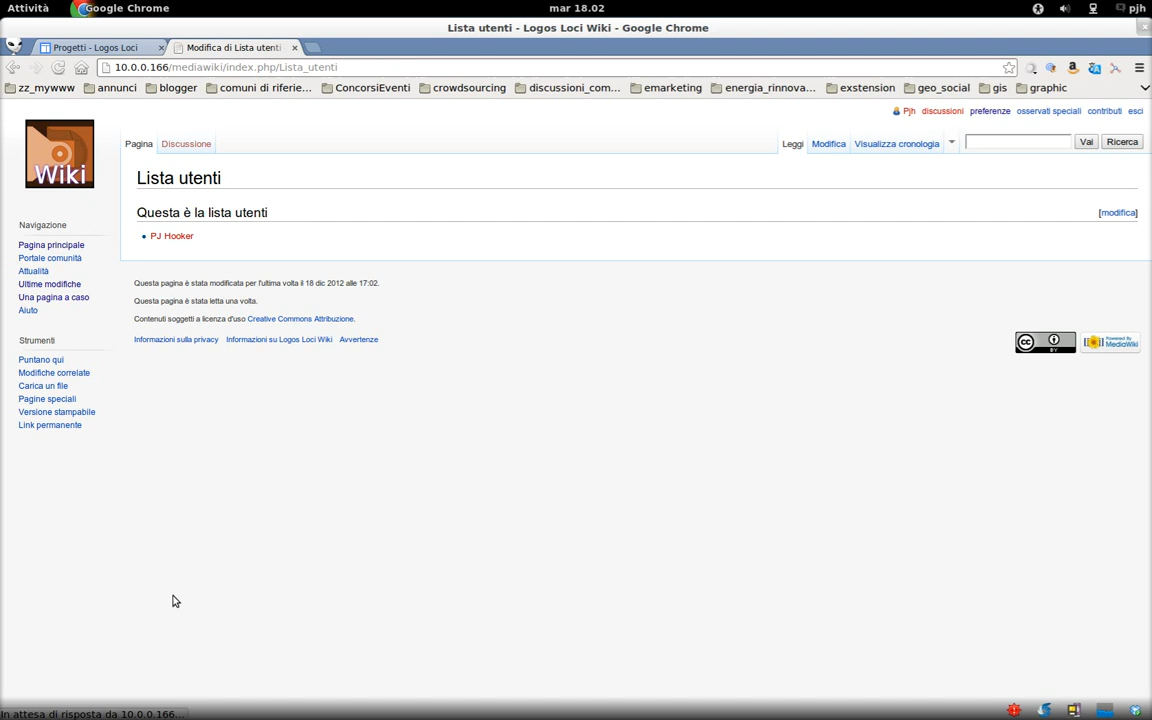 Attività Google Chrome mar 18.02 pjh
Lista utenti - Logos Loci Wiki - Google Chrome
Progetti - Logos Loci Modifica di Lista utenti
10.0.0.166/mediawiki/index.php/Lista_utenti
zz_mywww annunci blogger comuni di riferie... ConcorsiEventi crowdsourcing discussioni_com... emarketing energia_rinnova... exstension geo_social gis graphic
Pjh discussioni preferenze osservati speciali contributi esci
Wiki
Pagina Discussione Leggi Modifica Visualizza cronologia Vai Ricerca
Lista utenti
Questa è la lista utenti [modifica]
• PJ Hooker
Navigazione
Pagina principale
Portale comunità
Attualità
Ultime modifiche
Una pagina a caso
Aiuto
Strumenti
Puntano qui
Modifiche correlate
Carica un file
Pagine speciali
Versione stampabile
Link permanente
Questa pagina è stata modificata per l'ultima volta il 18 dic 2012 alle 17:02.
Questa pagina è stata letta una volta.
Contenuti soggetti a licenza d'uso Creative Commons Attribuzione.
Informazioni sulla privacy Informazioni su Logos Loci Wiki Avvertenze
cc BY
Powered By MediaWiki
In attesa di risposta da 10.0.0.166...